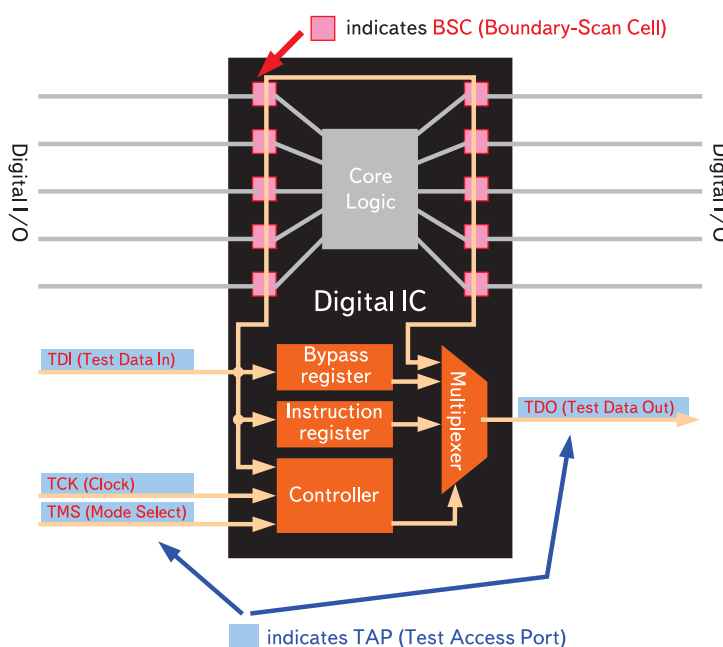 indicates BSC (Boundary-Scan Cell)
Digital I/O
Digital I/O
Core
Logic
Digital IC
TDI (Test Data In)
Bypass
register
Multiplexer
TDO (Test Data Out)
Instruction
register
TCK (Clock)
Controller
TMS (Mode Select)
indicates TAP (Test Access Port)